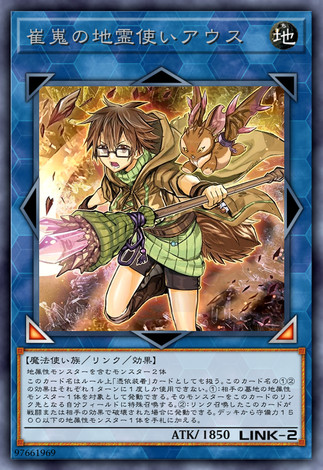 崔嵬の地霊使いアウス
地
【魔法使い族／リンク／効果】
地属性モンスターを含むモンスター２体
このカード名はルール上「憑依装着」カードとしても扱う。このカード名の①②
の効果はそれぞれ１ターンに１度しか使用できない。①：相手の墓地の地属性
モンスター１体を対象として発動できる。そのモンスターをこのカードのリン
ク先となる自分フィールドに特殊召喚する。②：リンク召喚したこのカードが
戦闘または相手の効果で破壊された場合に発動できる。デッキから守備力１５０
０以下の地属性モンスター１体を手札に加える。
ATK/ 1850 LINK-2
97661969